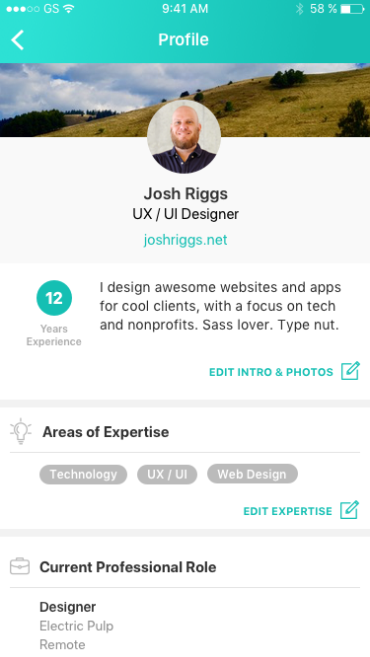 GS 9:41 AM 58 %
Profile
Josh Riggs
UX / UI Designer
joshriggs.net
12
Years
Experience
I design awesome websites and apps
for cool clients, with a focus on tech
and nonprofits. Sass lover. Type nut.
EDIT INTRO & PHOTOS
Areas of Expertise
Technology UX / UI Web Design
EDIT EXPERTISE
Current Professional Role
Designer
Electric Pulp
Remote